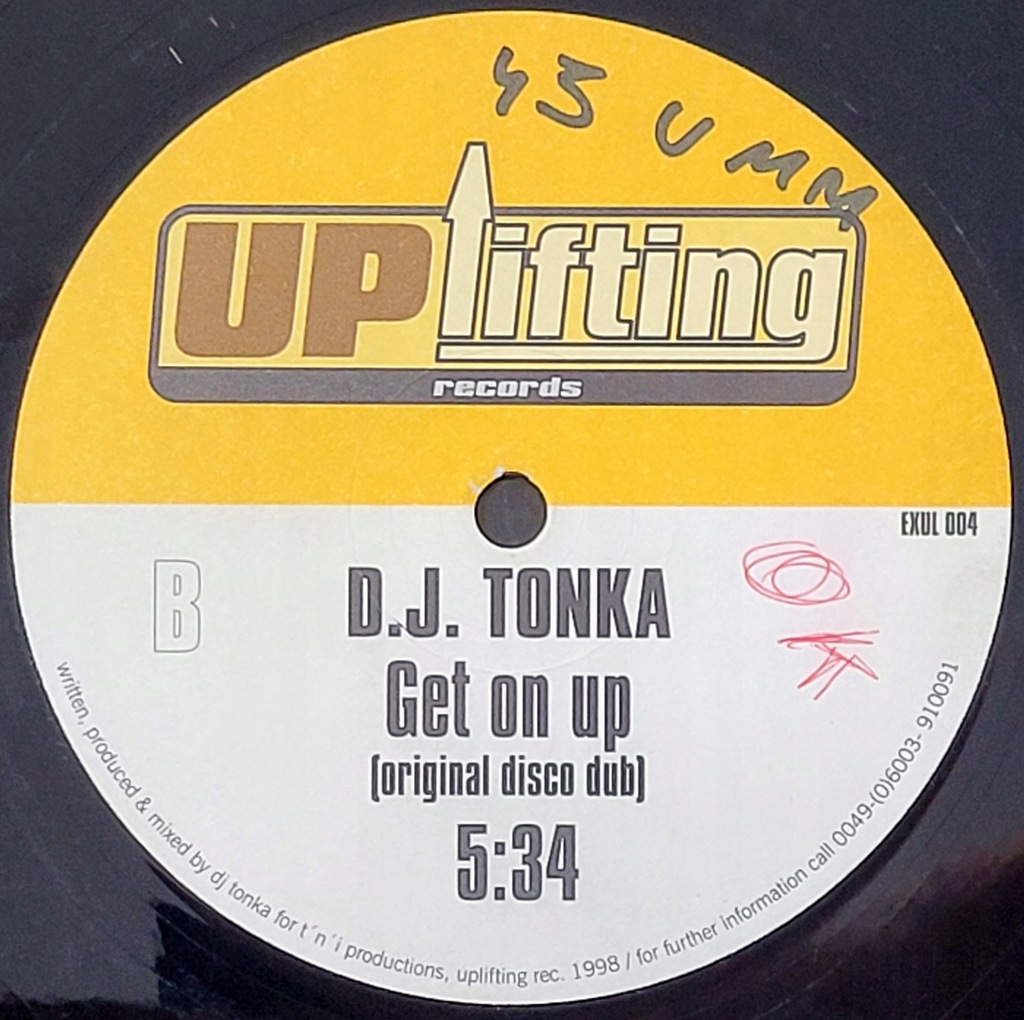 45 UMM
UPlifting
records
EXUL 004
B
D.J. TONKA
Get on up
(original disco dub)
5:34
OK
written, produced & mixed by dj tonka for t´n´i productions, uplifting rec. 1998 / for further information call 0049-(0)6003- 910091